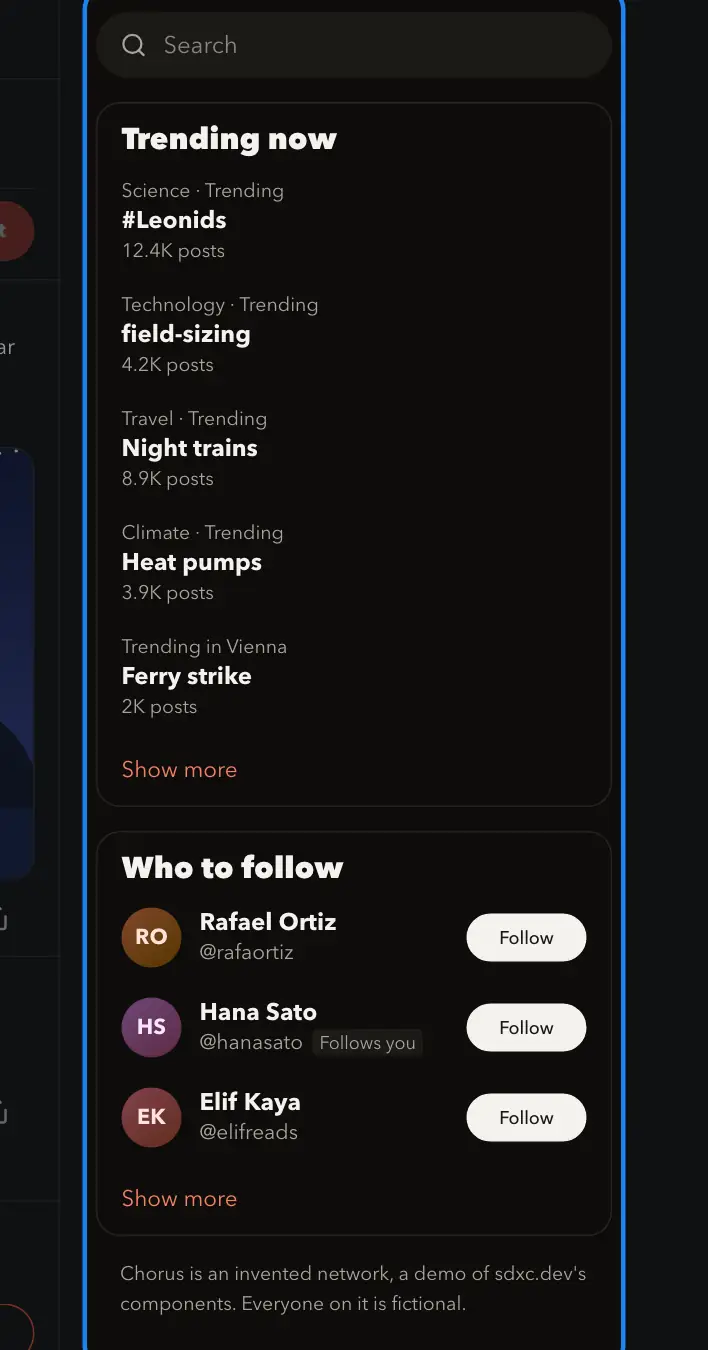 Search
Trending now
Science · Trending
#Leonids
12.4K posts
Technology · Trending
field-sizing
4.2K posts
Travel · Trending
Night trains
8.9K posts
Climate · Trending
Heat pumps
3.9K posts
Trending in Vienna
Ferry strike
2K posts
Show more
Who to follow
RO
Rafael Ortiz
@rafaortiz
Follow
HS
Hana Sato
@hanasato Follows you
Follow
EK
Elif Kaya
@elifreads
Follow
Show more
Chorus is an invented network, a demo of sdxc.dev's
components. Everyone on it is fictional.